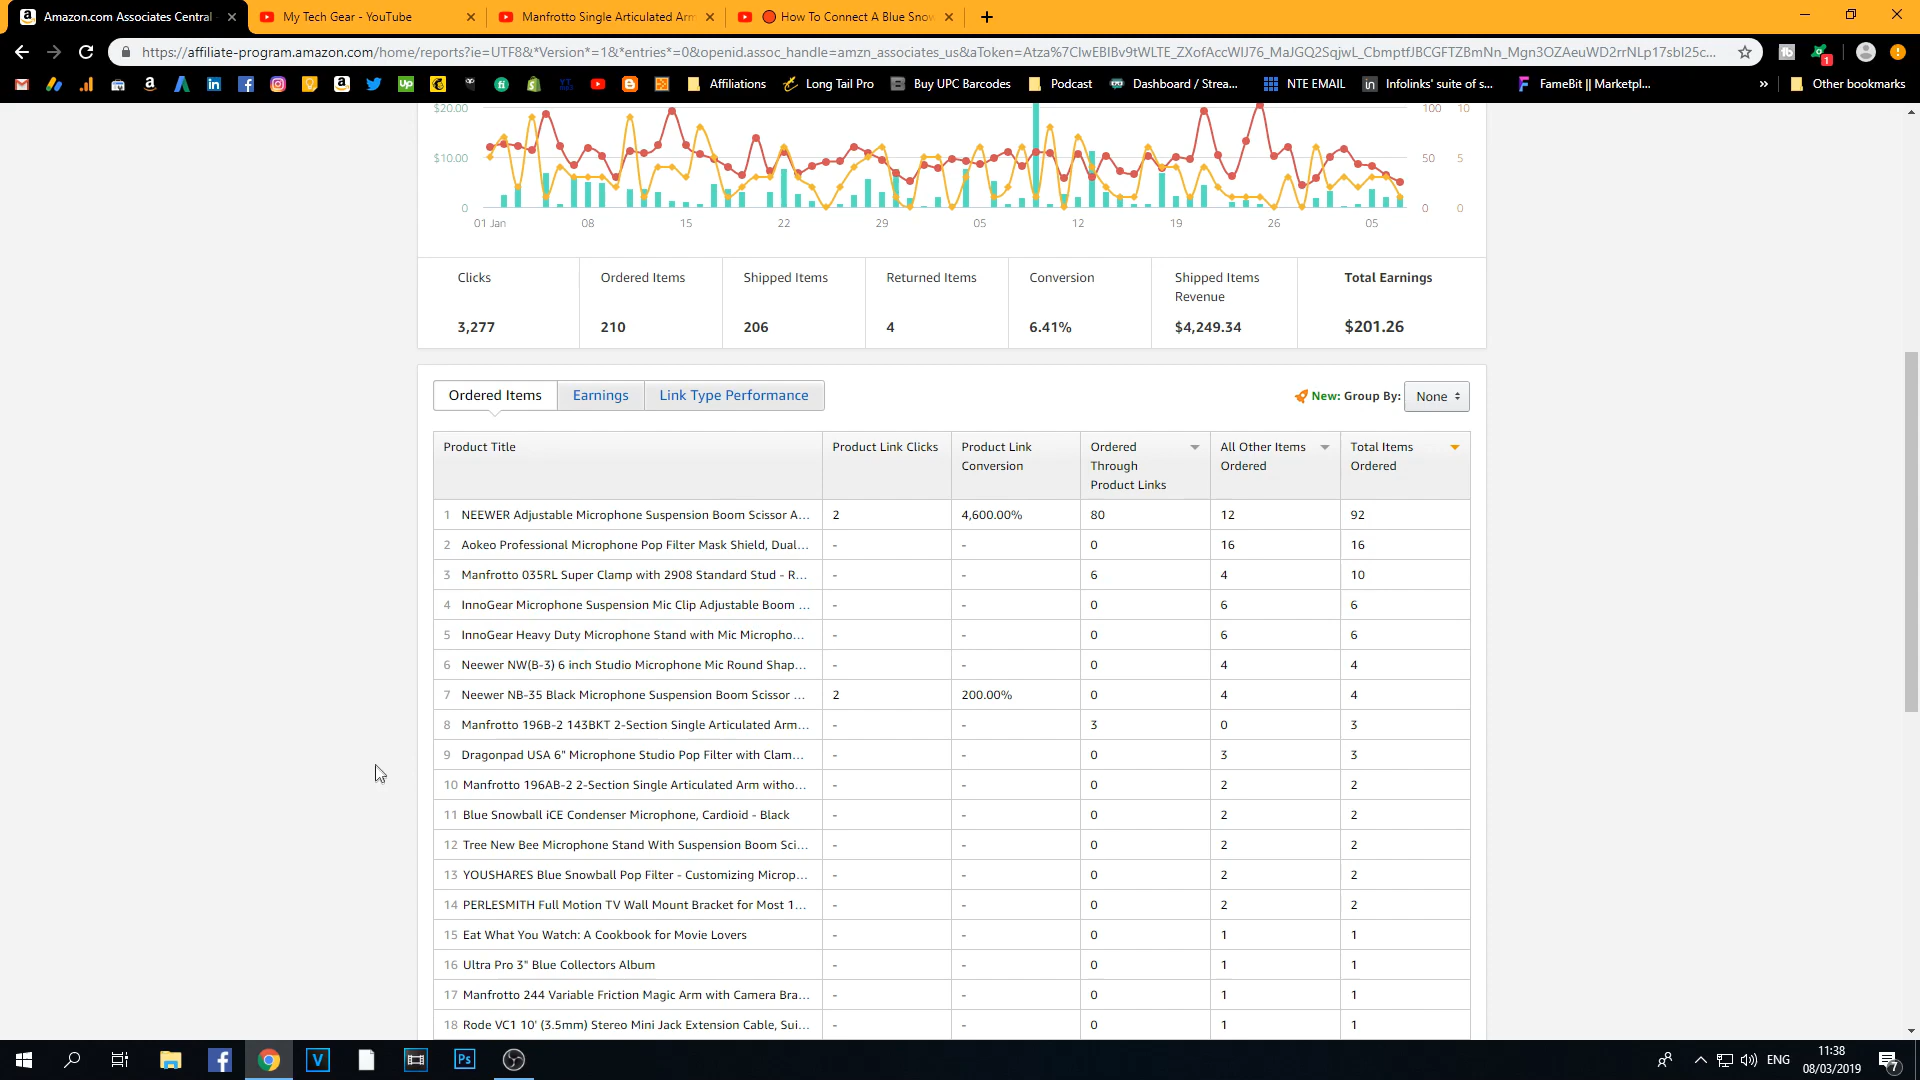 Amazon.com Associates Central
My Tech Gear - YouTube
Manfrotto Single Articulated Arm
How To Connect A Blue Snow
https://affiliate-program.amazon.com/home/reports?ie=UTF8&*Version*=1&*entries*=0&openid.assoc_handle=amzn_associates_us&aToken=Atza%7CIwEBIBv9tWLTE_ZXofAccWIJ76_MaJGQ2SqjwL_CbmptfJBCGFTZBmNn_Mgn3OZAeuWD2rrNLp17sbI25c...
Affiliations
Long Tail Pro
Buy UPC Barcodes
Podcast
Dashboard / Strea...
NTE EMAIL
Infolinks' suite of s...
FameBit || Marketpl...
Other bookmarks
$20.00 100 10
$10.00 50 5
0 0 0
01 Jan 08 15 22 29 05 12 19 26 05
Clicks Ordered Items Shipped Items Returned Items Conversion Shipped Items Revenue Total Earnings
3,277 210 206 4 6.41% $4,249.34 $201.26
Ordered Items Earnings Link Type Performance New: Group By: None
Product Title Product Link Clicks Product Link Conversion Ordered Through Product Links All Other Items Ordered Total Items Ordered
1 NEEWER Adjustable Microphone Suspension Boom Scissor A... 2 4,600.00% 80 12 92
2 Aokeo Professional Microphone Pop Filter Mask Shield, Dual... - - 0 16 16
3 Manfrotto 035RL Super Clamp with 2908 Standard Stud - R... - - 6 4 10
4 InnoGear Microphone Suspension Mic Clip Adjustable Boom ... - - 0 6 6
5 InnoGear Heavy Duty Microphone Stand with Mic Micropho... - - 0 6 6
6 Neewer NW(B-3) 6 inch Studio Microphone Mic Round Shap... - - 0 4 4
7 Neewer NB-35 Black Microphone Suspension Boom Scissor ... 2 200.00% 0 4 4
8 Manfrotto 196B-2 143BKT 2-Section Single Articulated Arm... - - 3 0 3
9 Dragonpad USA 6" Microphone Studio Pop Filter with Clam... - - 0 3 3
10 Manfrotto 196AB-2 2-Section Single Articulated Arm witho... - - 0 2 2
11 Blue Snowball iCE Condenser Microphone, Cardioid - Black - - 0 2 2
12 Tree New Bee Microphone Stand With Suspension Boom Sci... - - 0 2 2
13 YOUSHARES Blue Snowball Pop Filter - Customizing Microp... - - 0 2 2
14 PERLESMITH Full Motion TV Wall Mount Bracket for Most 1... - - 0 2 2
15 Eat What You Watch: A Cookbook for Movie Lovers - - 0 1 1
16 Ultra Pro 3" Blue Collectors Album - - 0 1 1
17 Manfrotto 244 Variable Friction Magic Arm with Camera Bra... - - 0 1 1
18 Rode VC1 10' (3.5mm) Stereo Mini Jack Extension Cable, Sui... - - 0 1 1
ENG
11:38
08/03/2019
7